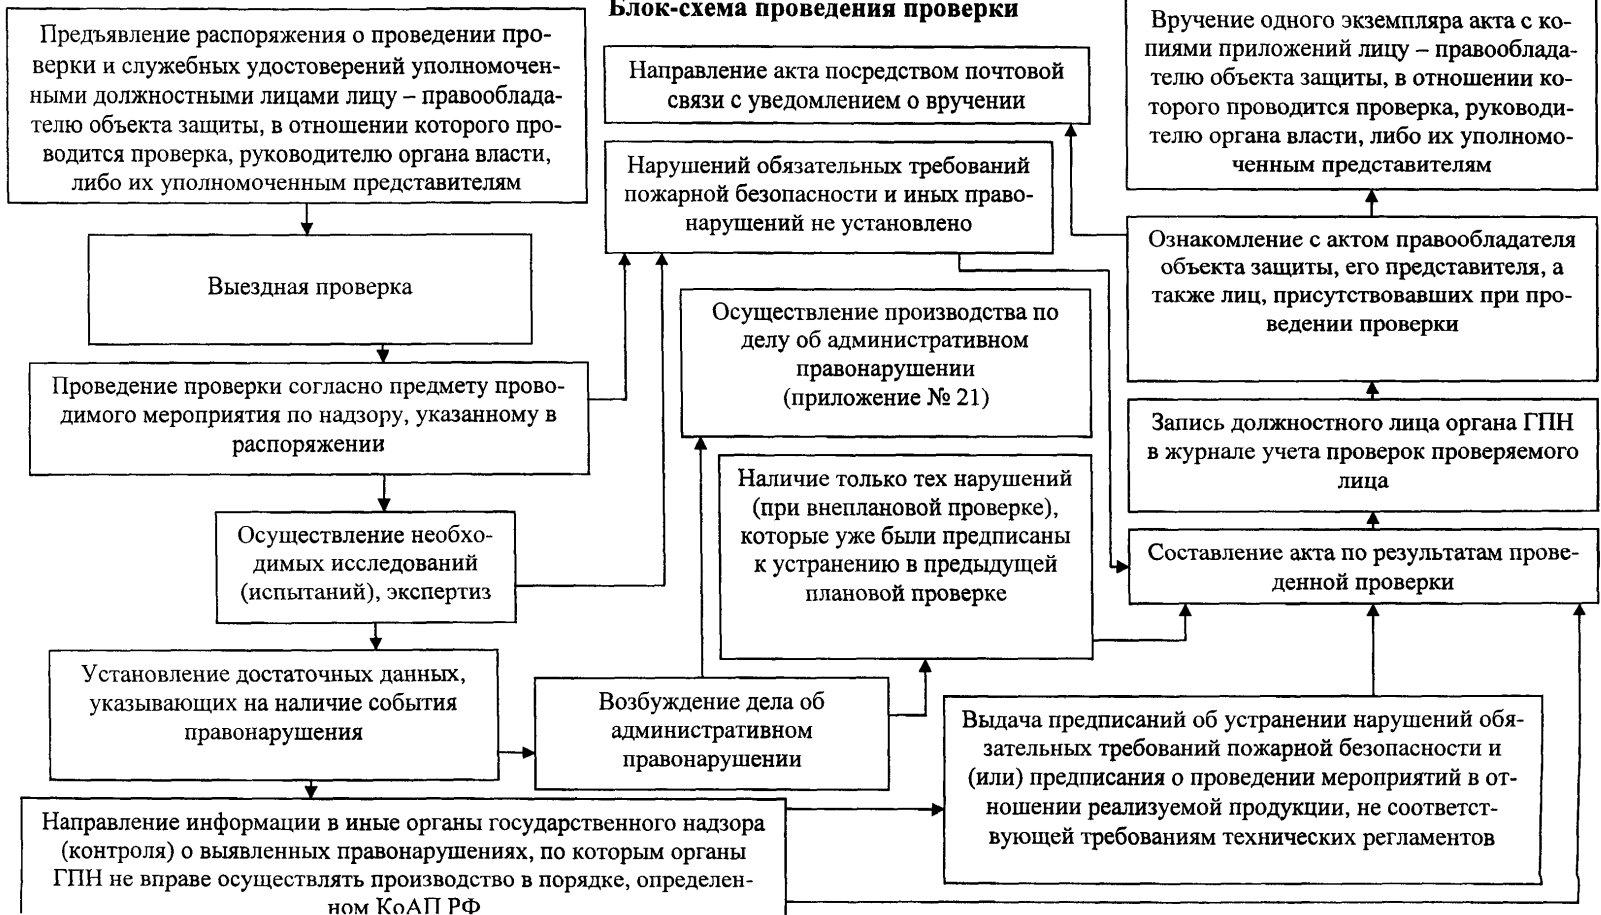 Блок-схема проведения проверки
Предъявление распоряжения о проведении про-
верки и служебных удостоверений уполномочен-
ными должностными лицами лицу – правооблада-
телю объекта защиты, в отношении которого про-
водится проверка, руководителю органа власти,
либо их уполномоченным представителям
Выездная проверка
Проведение проверки согласно предмету прово-
димого мероприятия по надзору, указанному в
распоряжении
Осуществление необхо-
димых исследований
(испытаний), экспертиз
Установление достаточных данных,
указывающих на наличие события
правонарушения
Направление информации в иные органы государственного надзора
(контроля) о выявленных правонарушениях, по которым органы
ГПН не вправе осуществлять производство в порядке, определен-
ном КоАП РФ
Направление акта посредством почтовой
связи с уведомлением о вручении
Нарушений обязательных требований
пожарной безопасности и иных право-
нарушений не установлено
Осуществление производства по
делу об административном
правонарушении
(приложение № 21)
Наличие только тех нарушений
(при внеплановой проверке),
которые уже были предписаны
к устранению в предыдущей
плановой проверке
Возбуждение дела об
административном
правонарушении
Вручение одного экземпляра акта с ко-
пиями приложений лицу – правооблада-
телю объекта защиты, в отношении ко-
торого проводится проверка, руководи-
телю органа власти, либо их уполномо-
ченным представителям
Ознакомление с актом правообладателя
объекта защиты, его представителя, а
также лиц, присутствовавших при про-
ведении проверки
Запись должностного лица органа ГПН
в журнале учета проверок проверяемого
лица
Составление акта по результатам прове-
денной проверки
Выдача предписаний об устранении нарушений обя-
зательных требований пожарной безопасности и
(или) предписания о проведении мероприятий в от-
ношении реализуемой продукции, не соответст-
вующей требованиям технических регламентов